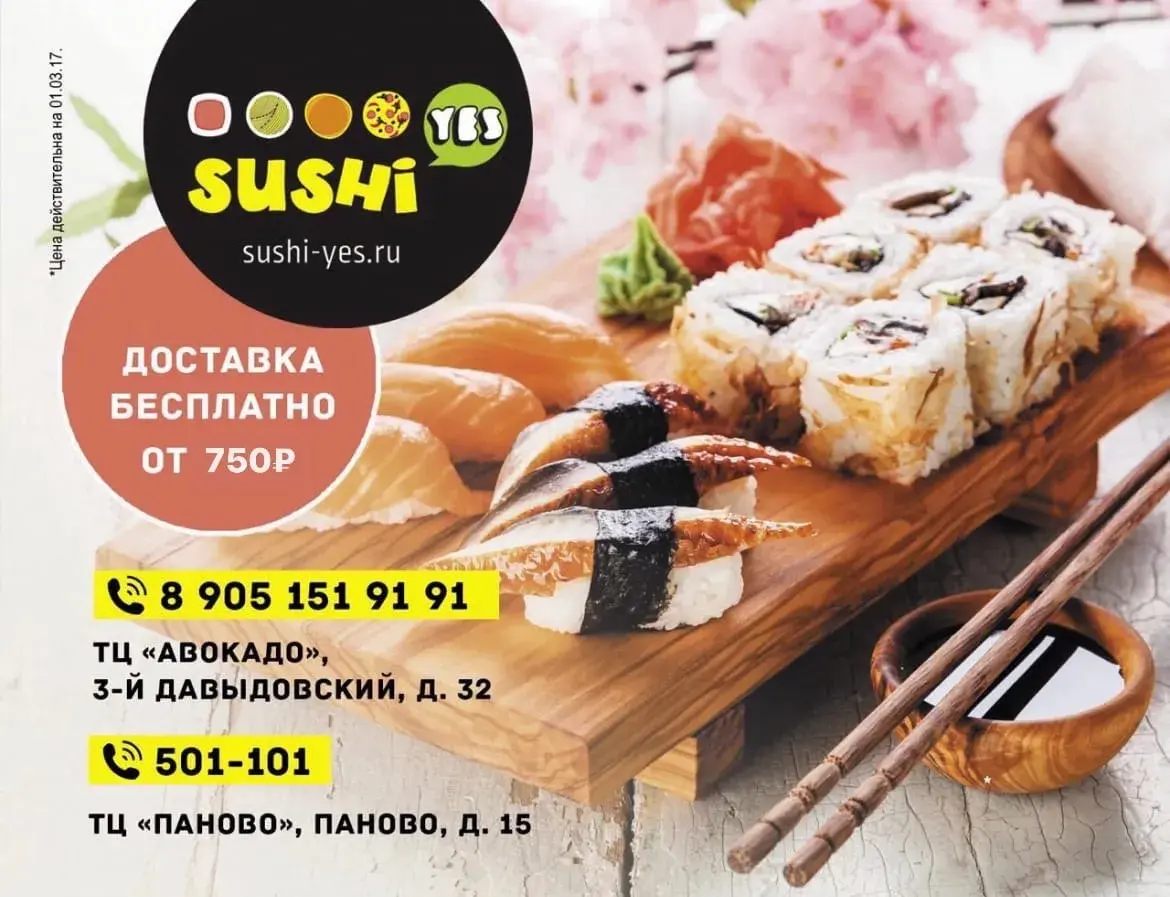 *Цена действительна на 01.03.17.
YES
SUSHi
sushi-yes.ru
ДОСТАВКА
БЕСПЛАТНО
ОТ 750₽
8 905 151 91 91
ТЦ «АВОКАДО»,
3-Й ДАВЫДОВСКИЙ, Д. 32
501-101
ТЦ «ПАНОВО», ПАНОВО, Д. 15